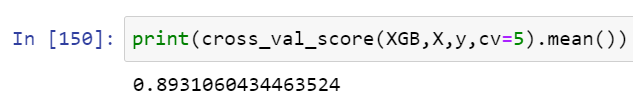 In [150]: print(cross_val_score(XGB,X,y,cv=5).mean())
0.8931060434463524